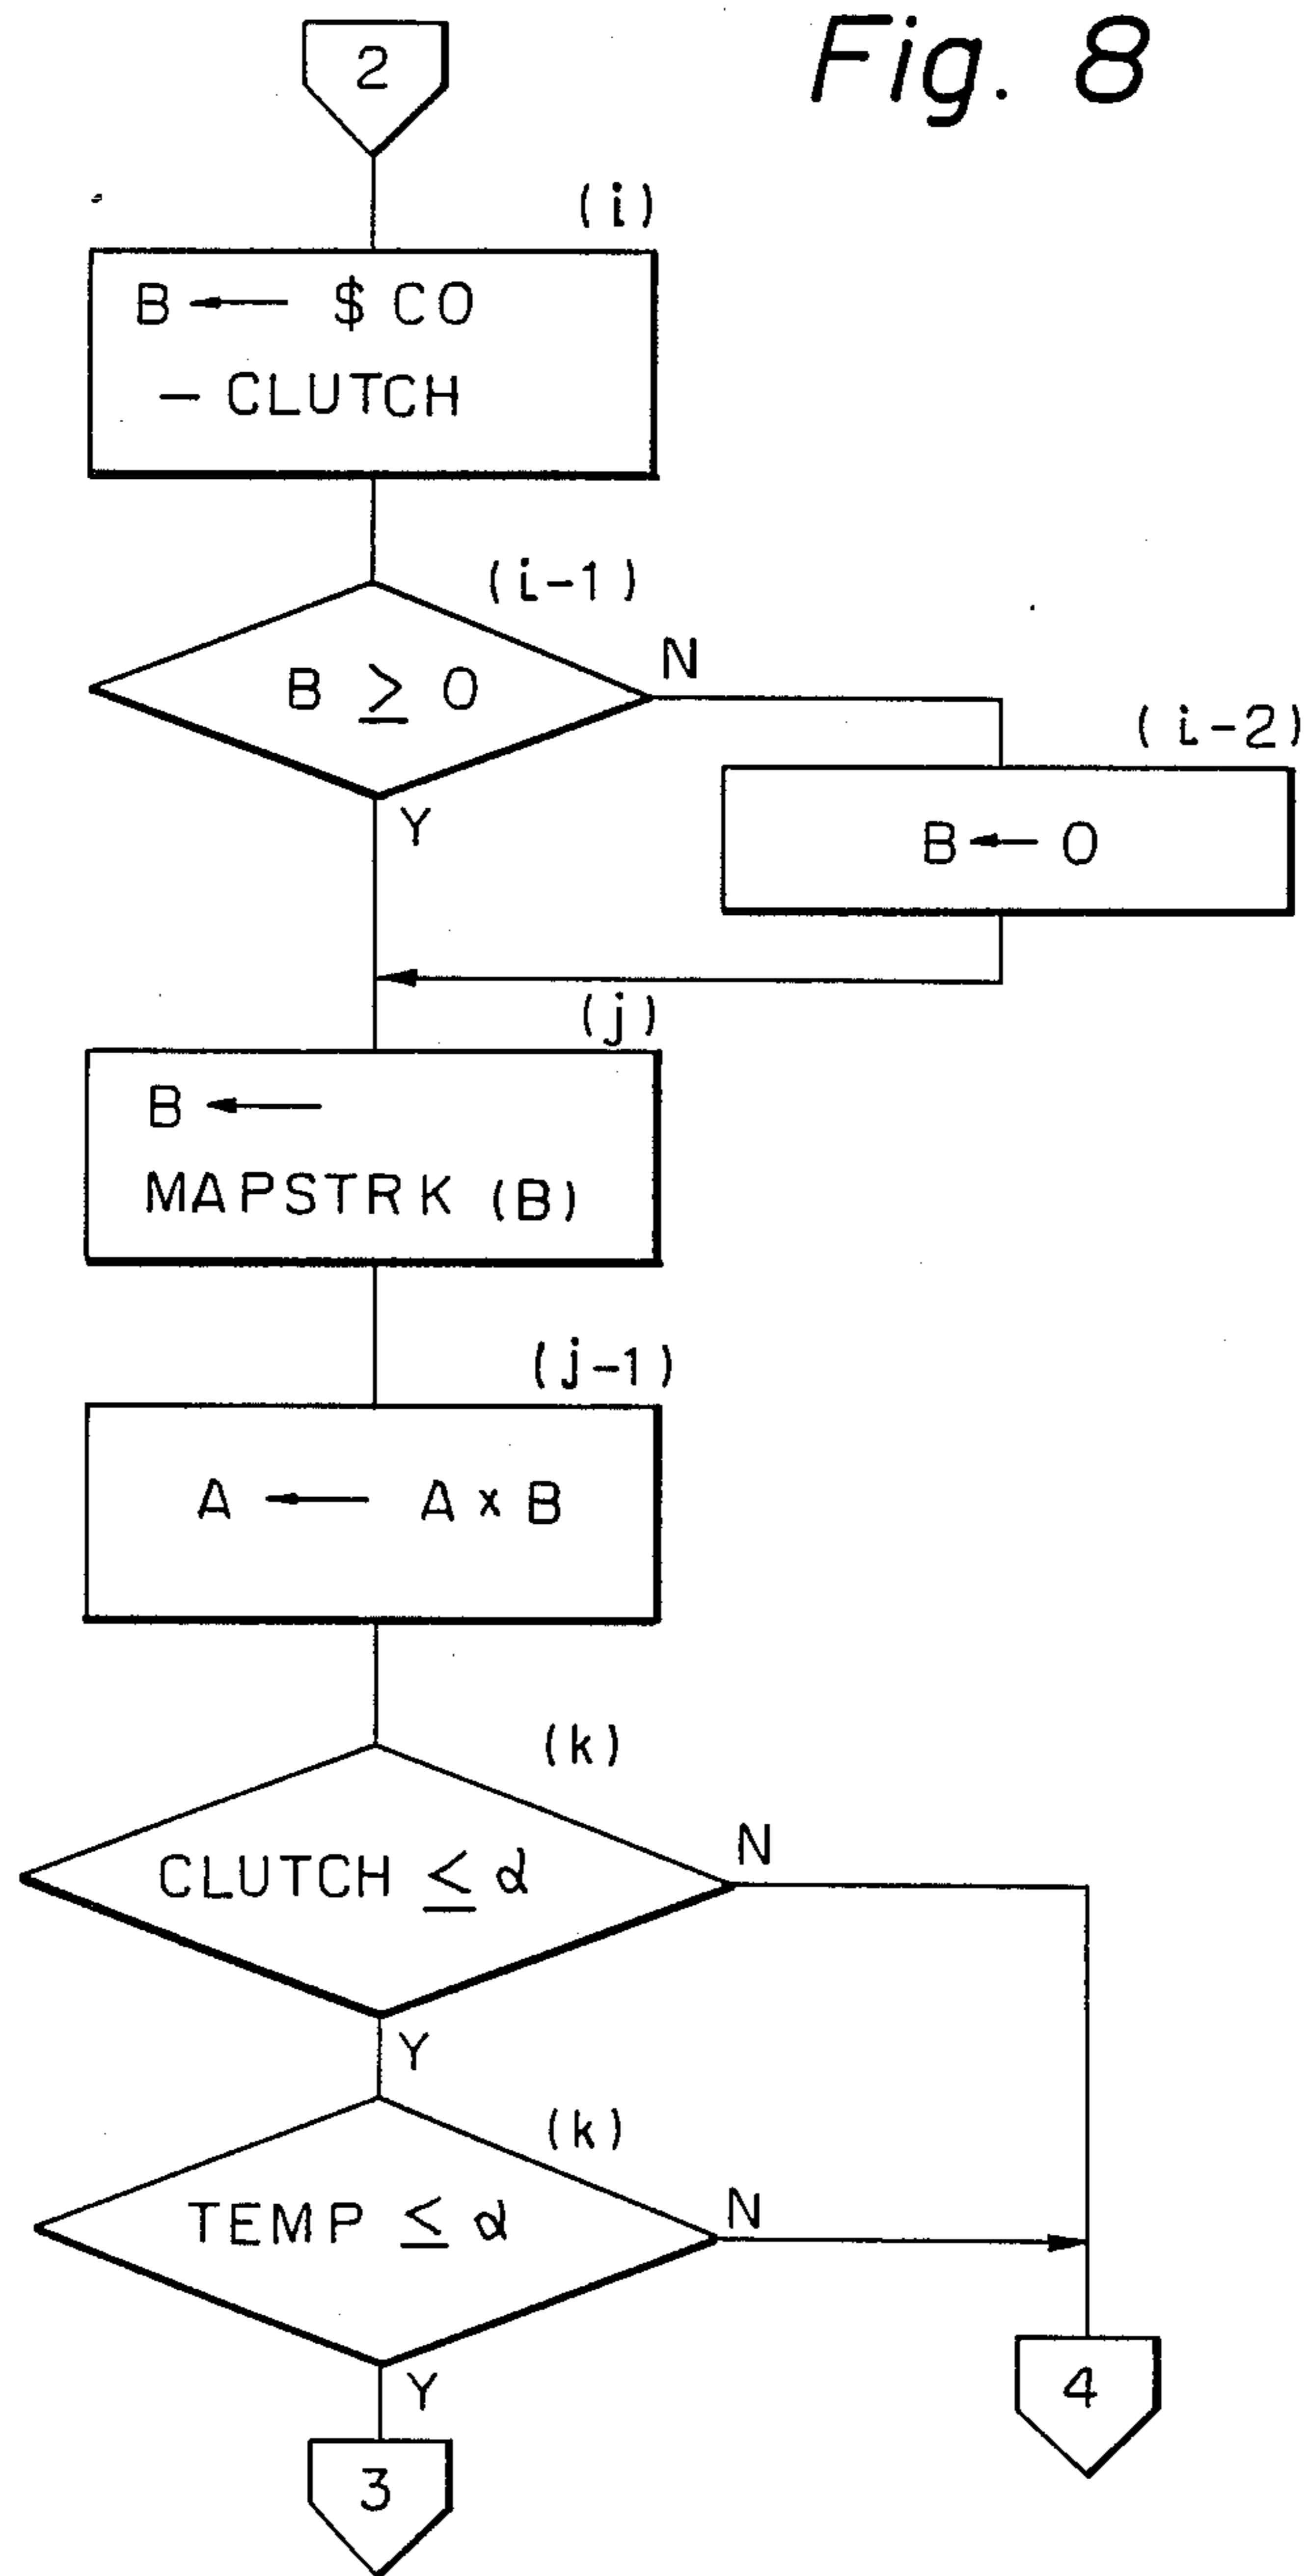 Fig. 8
2
(i)
B ← $ CO
– CLUTCH
(i-1)
B ≥ 0
N
Y
(i-2)
B ← 0
(j)
B ←
MAPSTRK (B)
(j-1)
A ← A x B
(k)
CLUTCH ≤ α
N
Y
(k)
TEMP ≤ α
N
Y
4
3